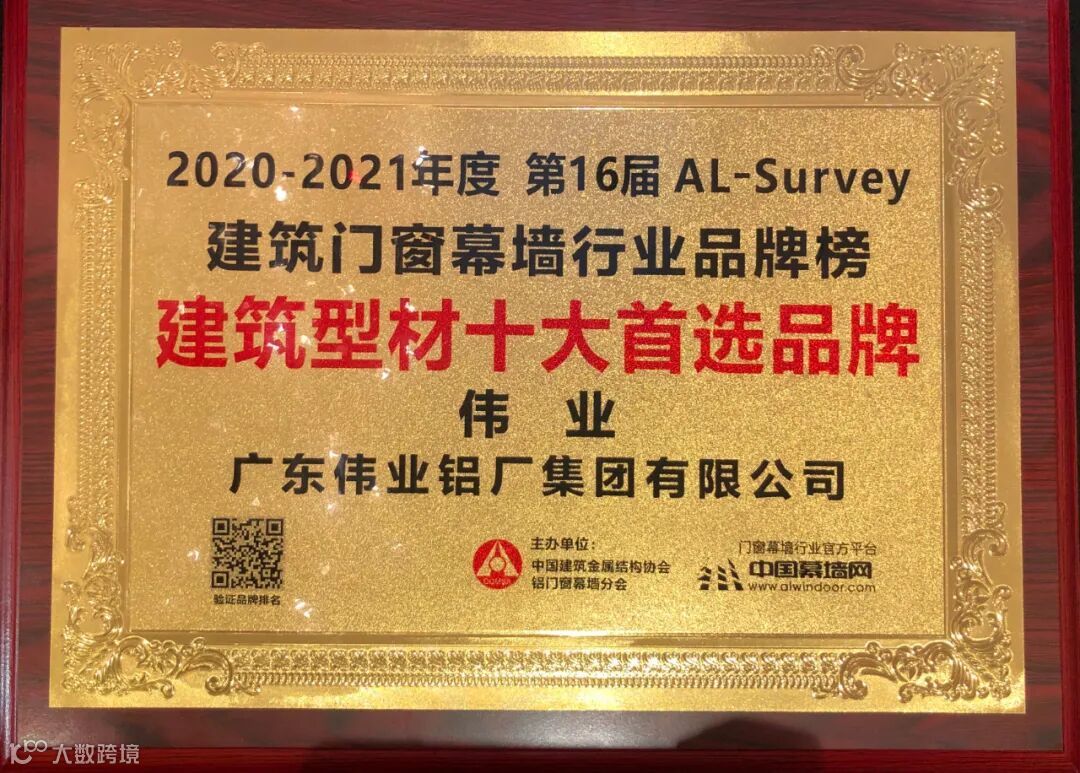 2020-2021年度 第16届 AL-Survey
建筑门窗幕墙行业品牌榜
建筑型材十大首选品牌
伟 业
广东伟业铝厂集团有限公司
验证品牌排名
主办单位：
中国建筑金属结构协会
铝门窗幕墙分会
门窗幕墙行业官方平台
中国幕墙网
www.alwindoor.com
大数跨境